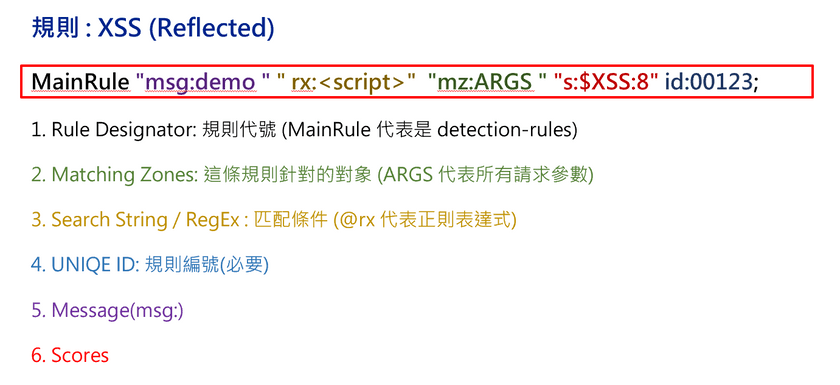 規則 : XSS (Reflected)
MainRule "msg:demo " " rx:<script>"  "mz:ARGS " "s:$XSS:8" id:00123;
1. Rule Designator: 規則代號 (MainRule 代表是 detection-rules)
2. Matching Zones: 這條規則針對的對象 (ARGS 代表所有請求參數)
3. Search String / RegEx : 匹配條件 (@rx 代表正則表達式)
4. UNIQE ID: 規則編號(必要)
5. Message(msg:)
6. Scores